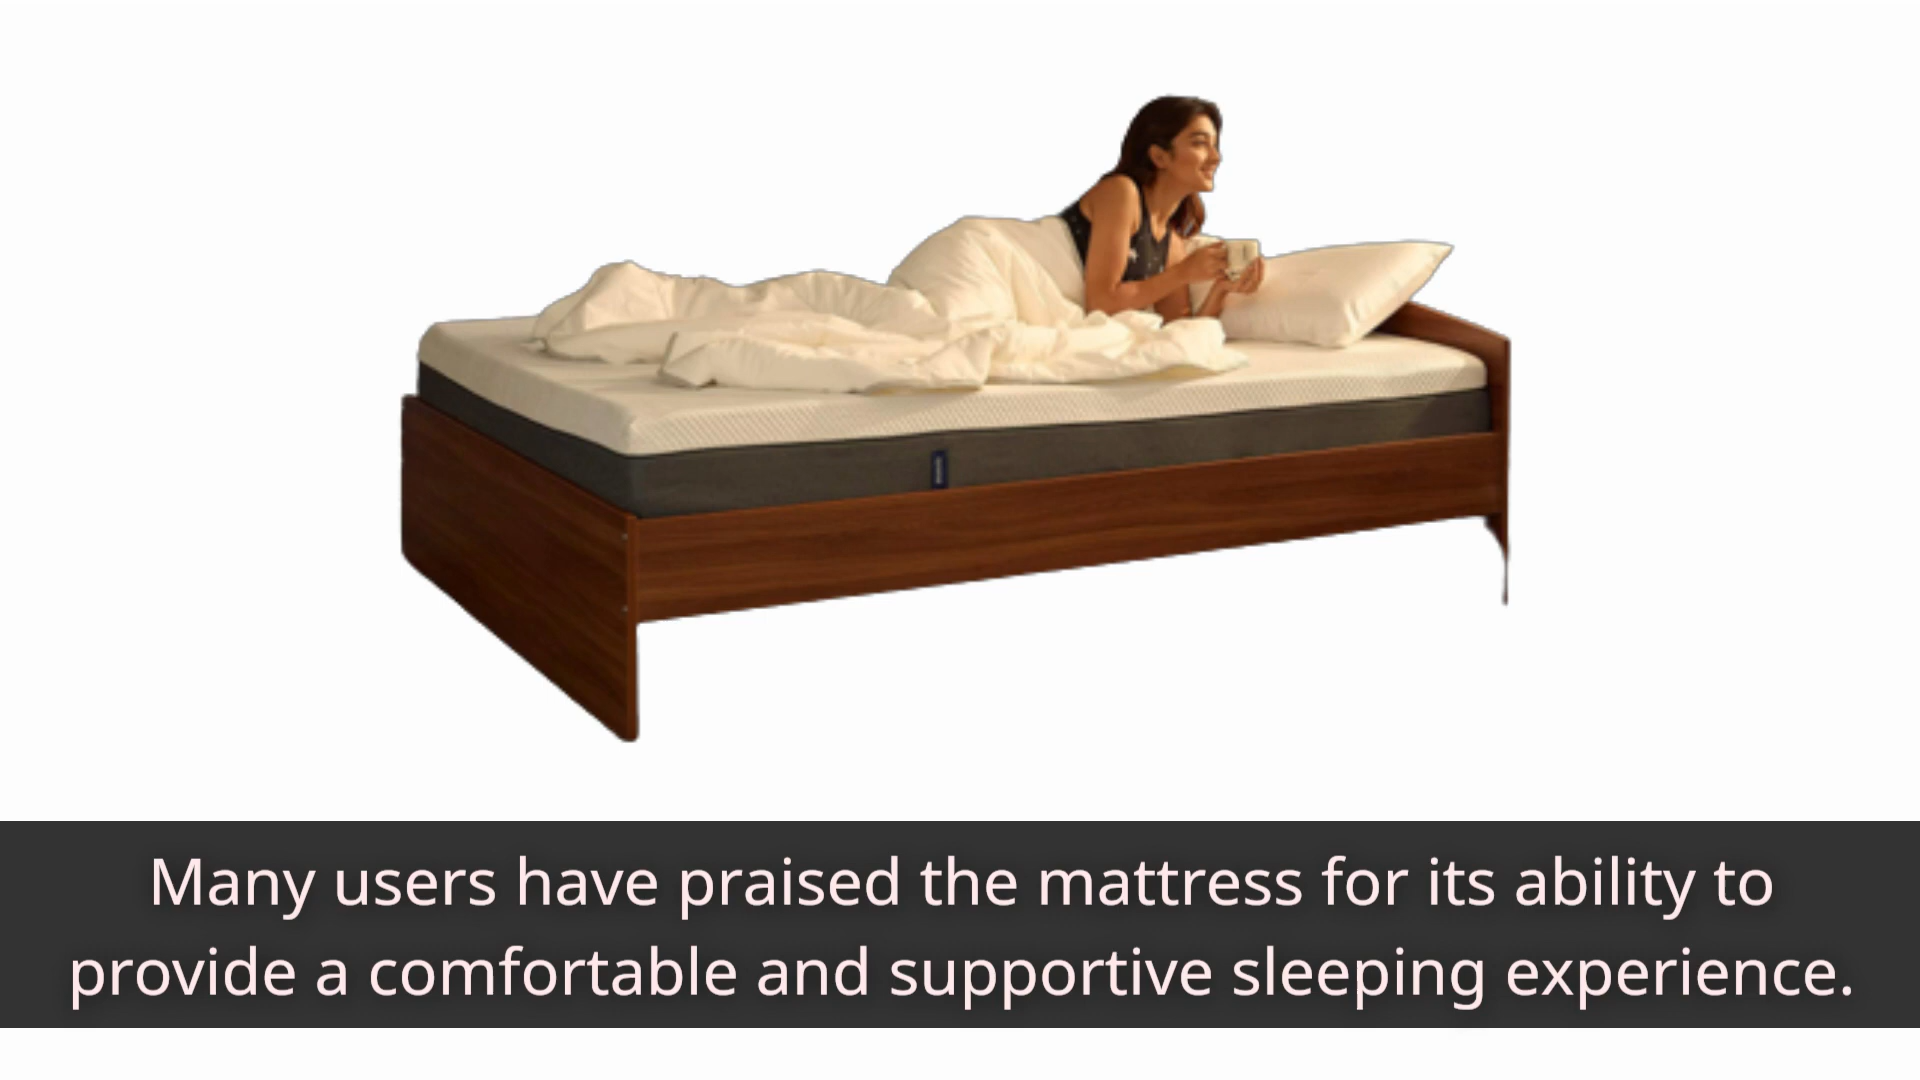 Many users have praised the mattress for its ability to
provide a comfortable and supportive sleeping experience.